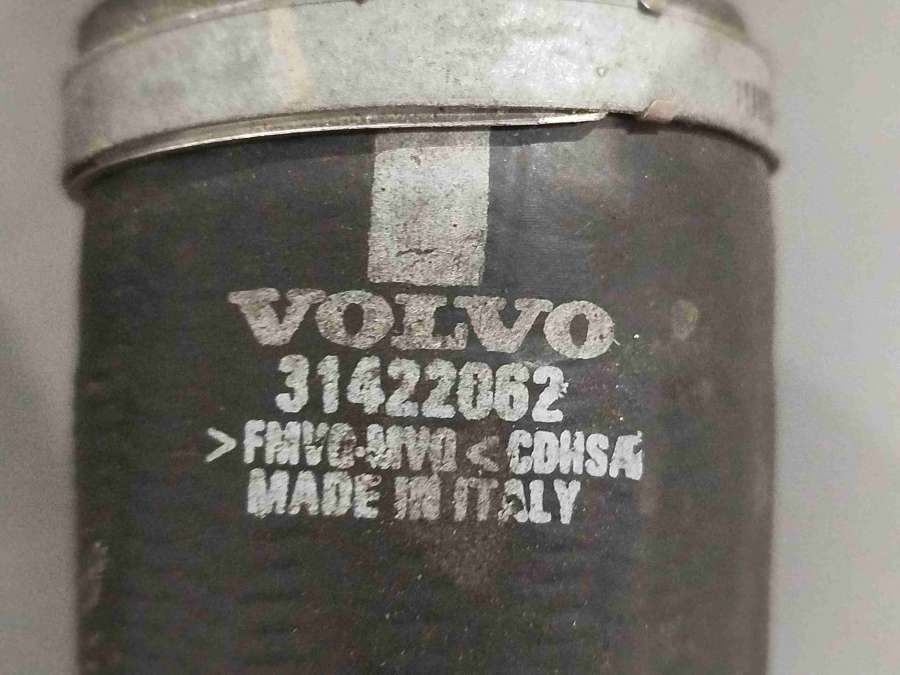 VOLVO
31422062
>FMVQ-MVQ< CDHSA
MADE IN ITALY